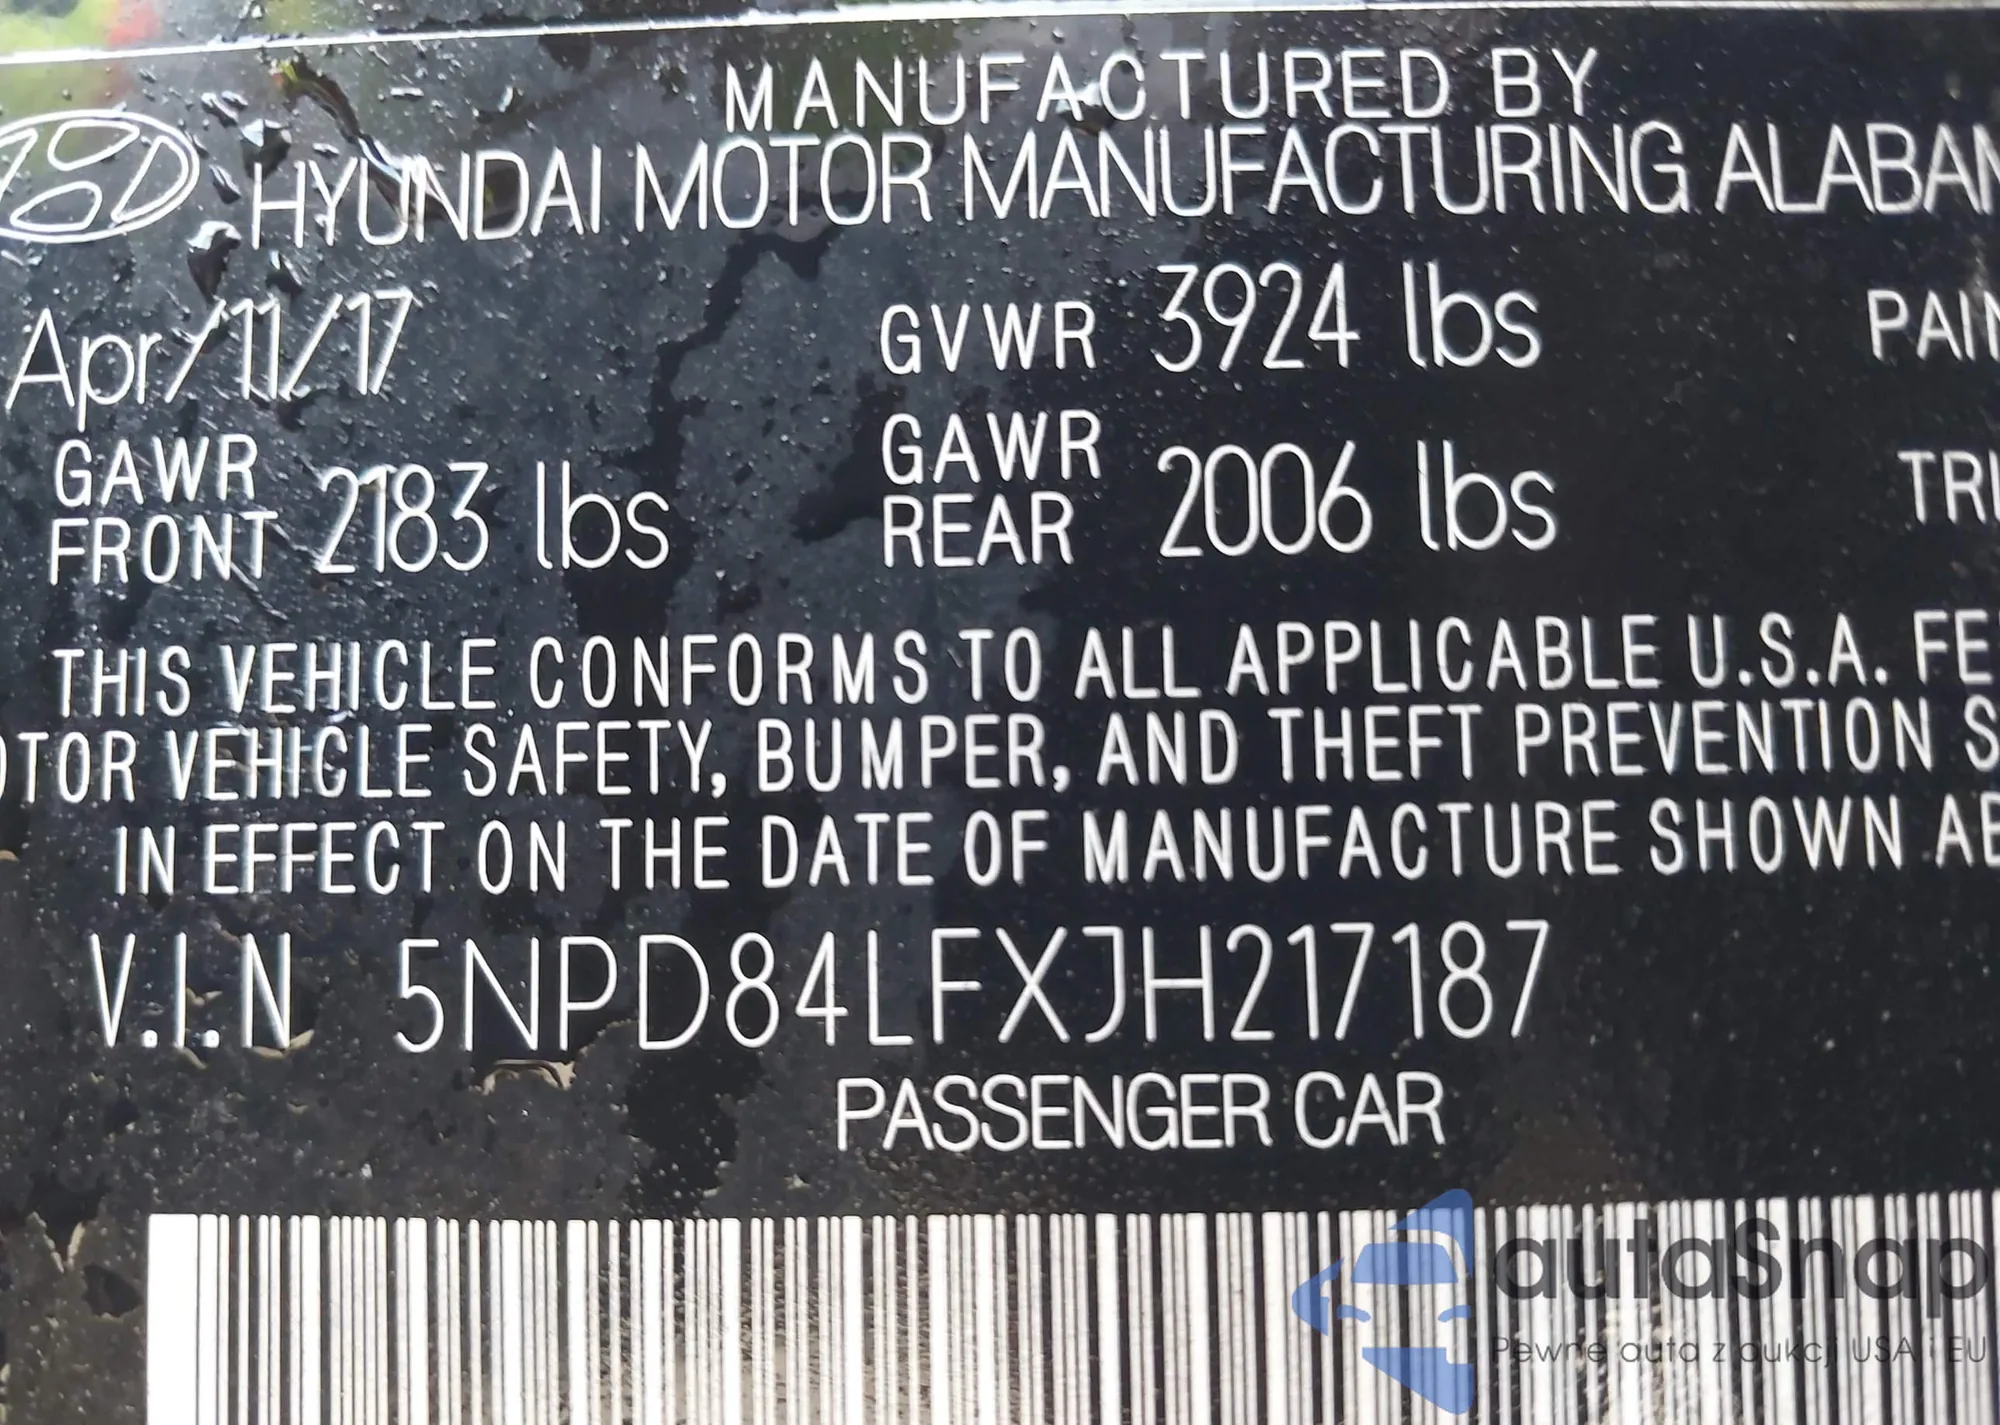 MANUFACTURED BY
HYUNDAI MOTOR MANUFACTURING ALABAM
Apr/11/17 GVWR 3924 lbs PAIN
GAWR FRONT 2183 lbs GAWR REAR 2006 lbs TRI
THIS VEHICLE CONFORMS TO ALL APPLICABLE U.S.A. FE
OTOR VEHICLE SAFETY, BUMPER, AND THEFT PREVENTION S
IN EFFECT ON THE DATE OF MANUFACTURE SHOWN AB
V.I.N 5NPD84LFXJH217187
PASSENGER CAR
autaSnap
Pewne auta z aukcji USA i EU